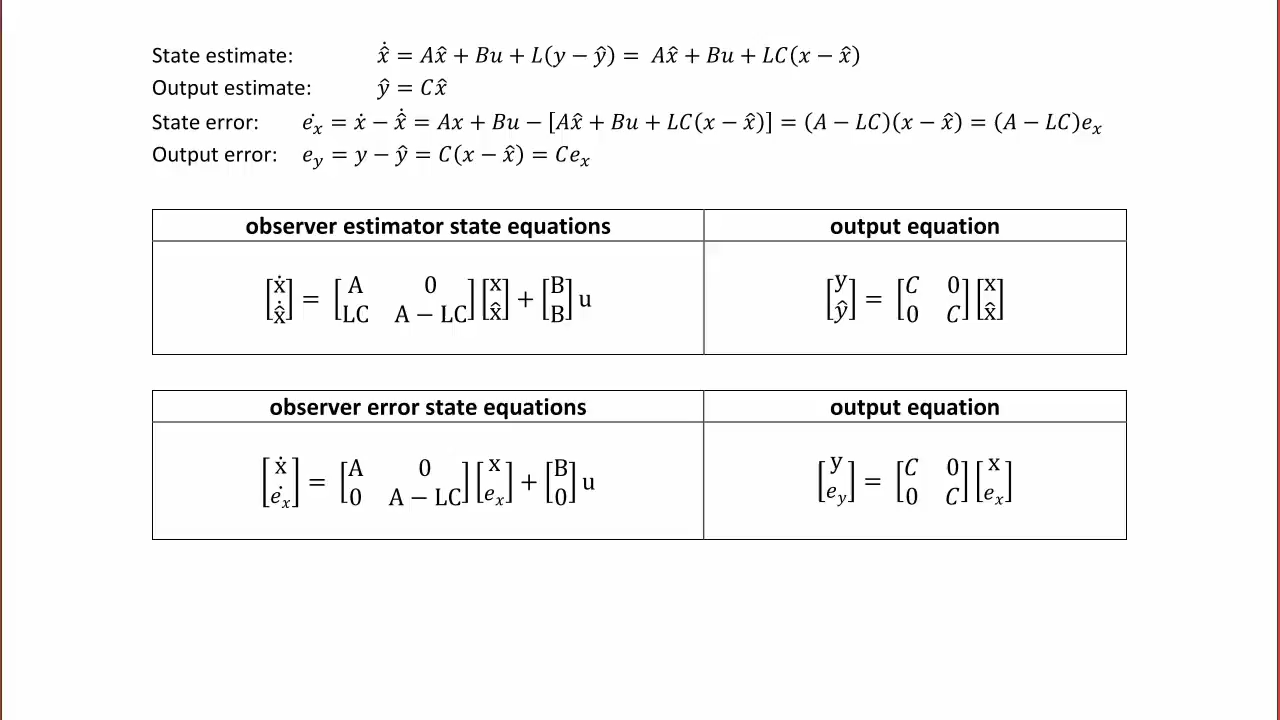 State estimate: ẋ̂ = Ax̂ + Bu + L(y − ŷ) = Ax̂ + Bu + LC(x − x̂)
Output estimate: ŷ = Cx̂
State error: ėₓ = ẋ − ẋ̂ = Ax + Bu − [Ax̂ + Bu + LC(x − x̂)] = (A − LC)(x − x̂) = (A − LC)eₓ
Output error: e_y = y − ŷ = C(x − x̂) = Ceₓ
observer estimator state equations output equation
[ẋ; ẋ̂] = [A 0; LC A − LC] [x; x̂] + [B; B] u [y; ŷ] = [C 0; 0 C] [x; x̂]
observer error state equations output equation
[ẋ; ėₓ] = [A 0; 0 A − LC] [x; eₓ] + [B; 0] u [y; e_y] = [C 0; 0 C] [x; eₓ]